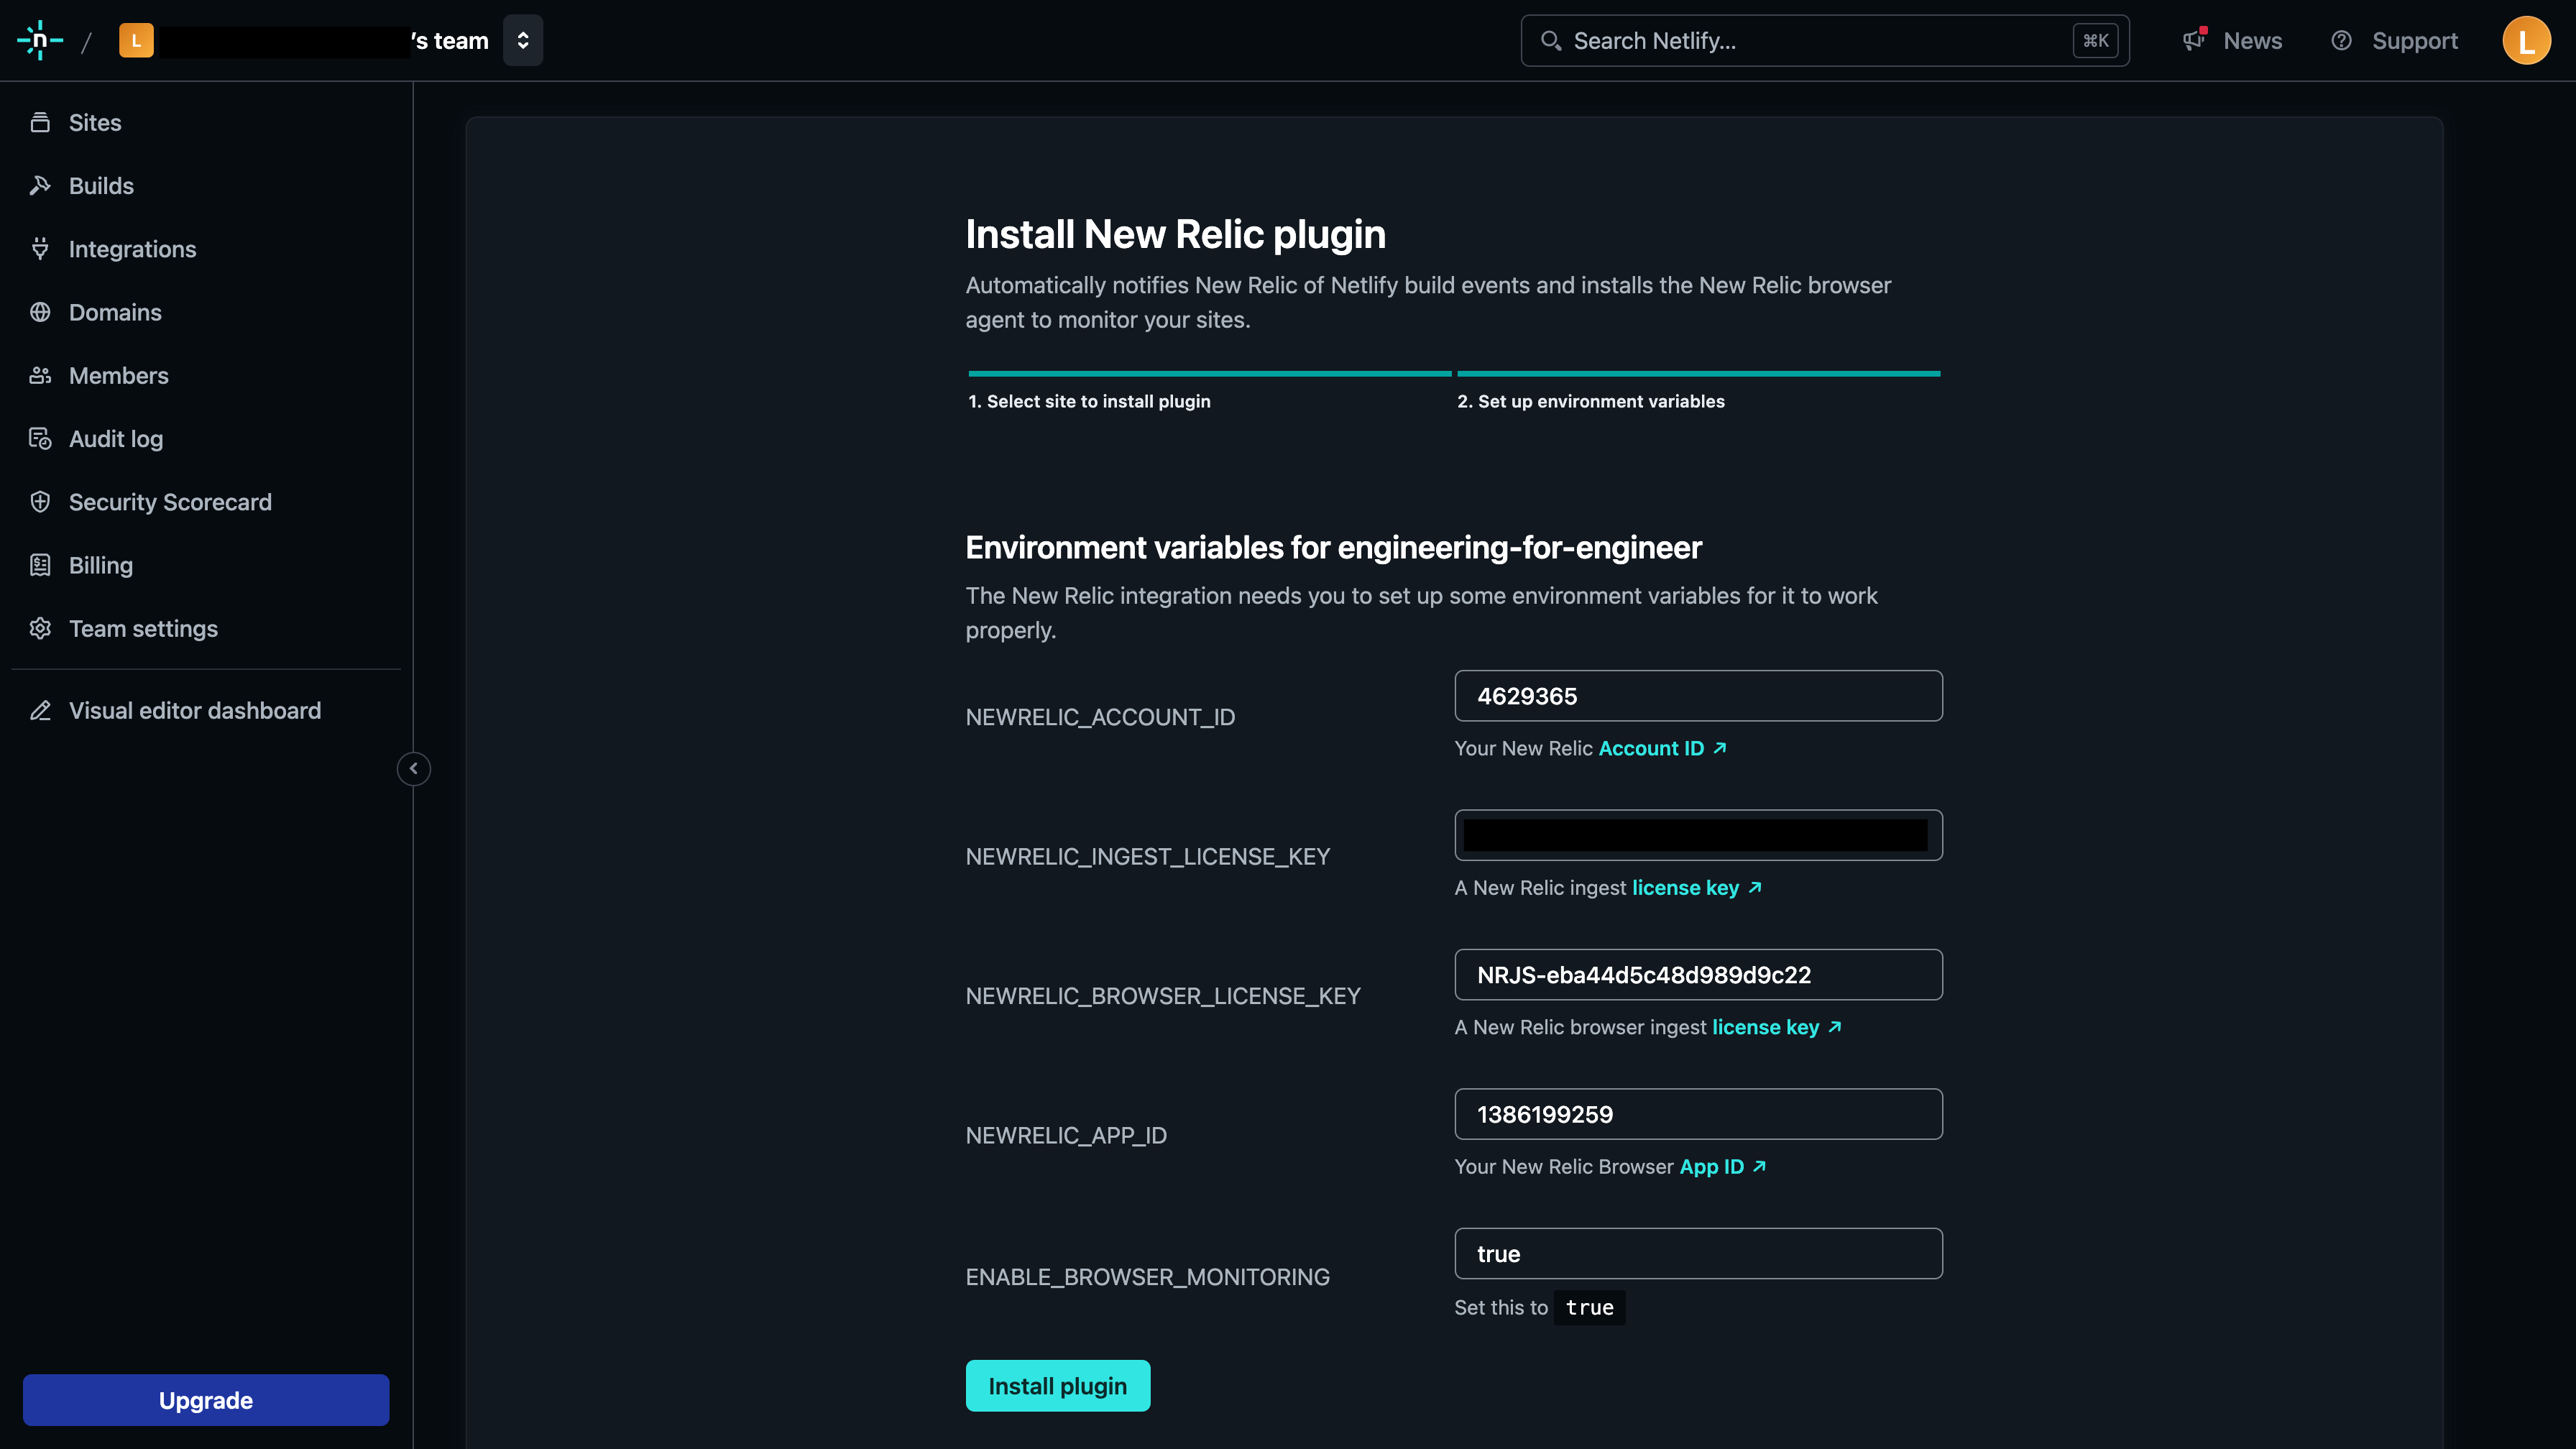 n / L 's team
Search Netlify... ⌘K
News
Support
L
Sites
Builds
Integrations
Domains
Members
Audit log
Security Scorecard
Billing
Team settings
Visual editor dashboard
Upgrade
Install New Relic plugin
Automatically notifies New Relic of Netlify build events and installs the New Relic browser
agent to monitor your sites.
1. Select site to install plugin
2. Set up environment variables
Environment variables for engineering-for-engineer
The New Relic integration needs you to set up some environment variables for it to work
properly.
NEWRELIC_ACCOUNT_ID
4629365
Your New Relic Account ID ↗
NEWRELIC_INGEST_LICENSE_KEY
A New Relic ingest license key ↗
NEWRELIC_BROWSER_LICENSE_KEY
NRJS-eba44d5c48d989d9c22
A New Relic browser ingest license key ↗
NEWRELIC_APP_ID
1386199259
Your New Relic Browser App ID ↗
ENABLE_BROWSER_MONITORING
true
Set this to true
Install plugin